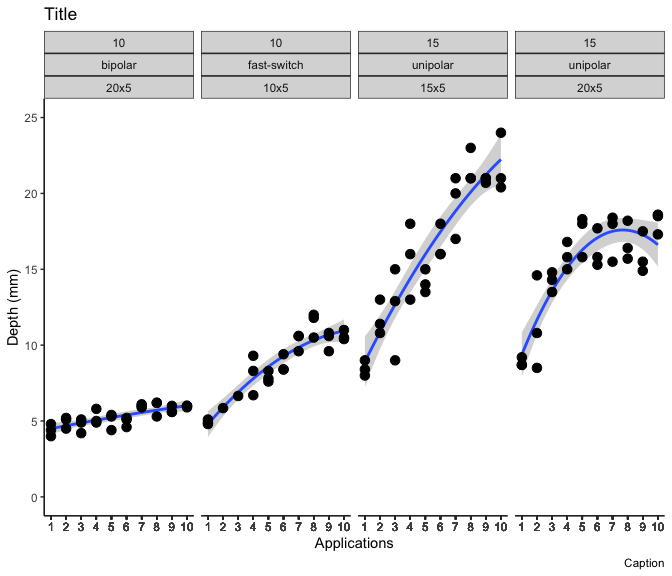 Title
10 10 15 15
bipolar fast-switch unipolar unipolar
20x5 10x5 15x5 20x5
25
20
15
10
5
0
Depth (mm)
1 2 3 4 5 6 7 8 9 10 1 2 3 4 5 6 7 8 9 10 1 2 3 4 5 6 7 8 9 10 1 2 3 4 5 6 7 8 9 10
Applications
Caption